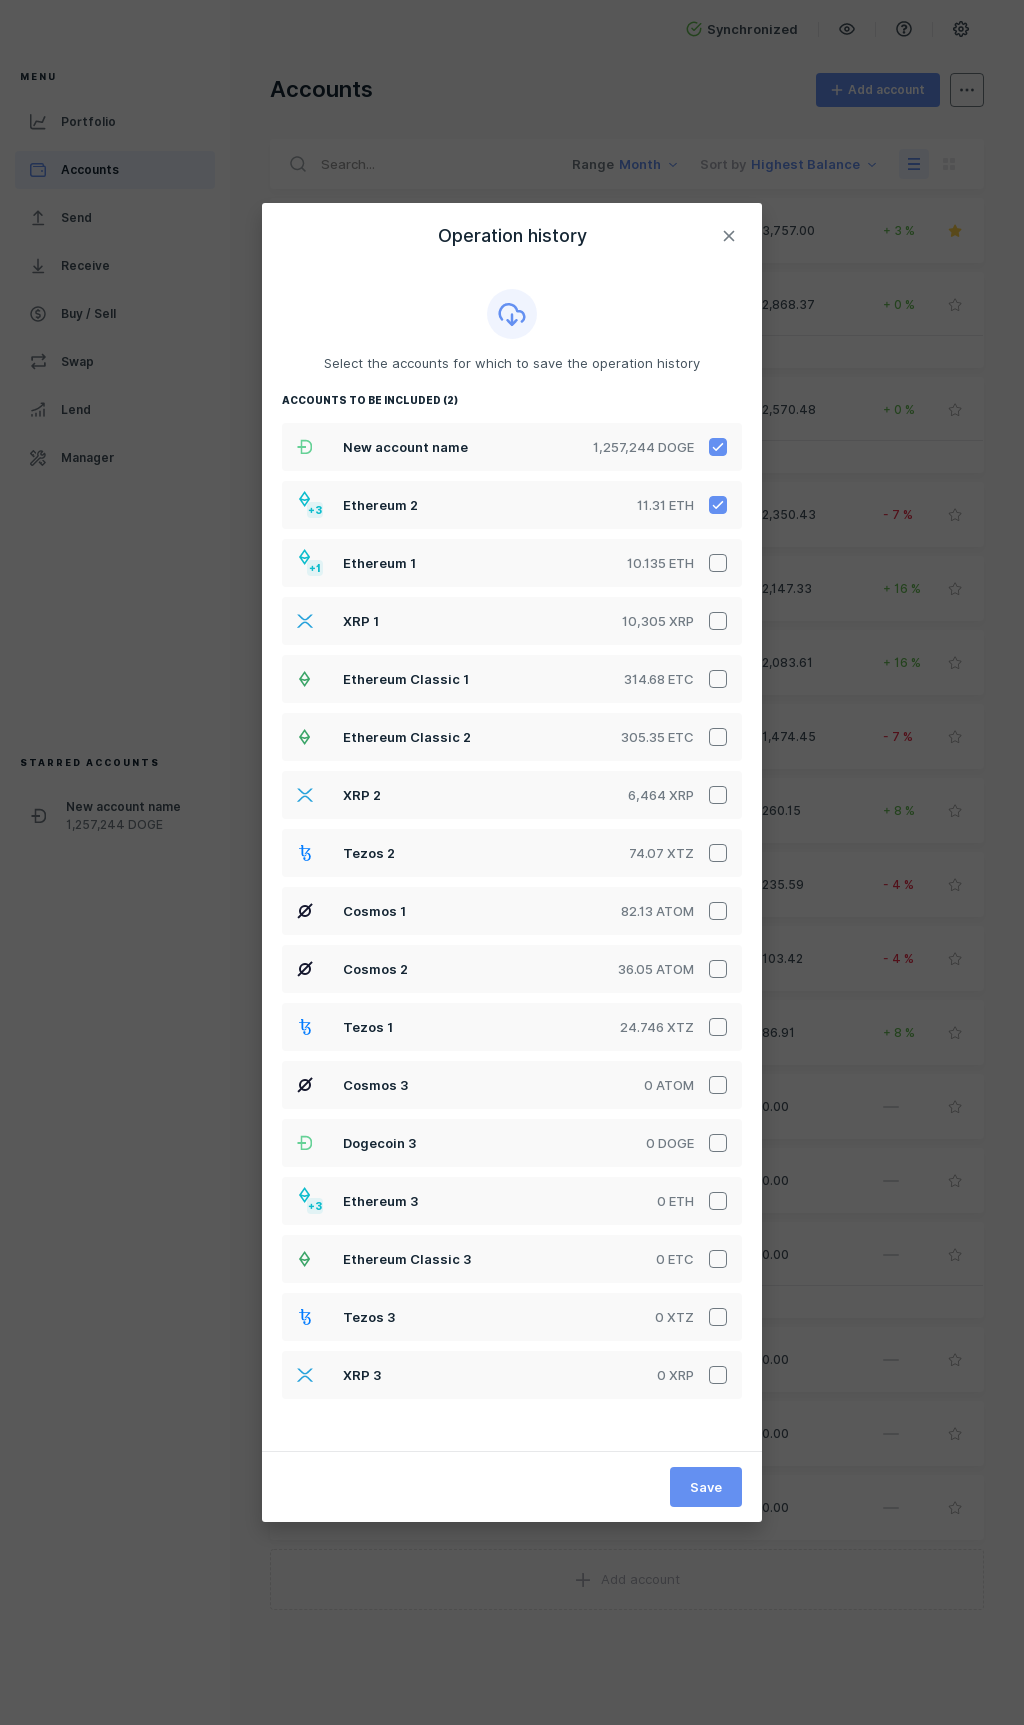 Synchronized
MENU
Portfolio
Accounts
Send
Receive
Buy / Sell
Swap
Lend
Manager
STARRED ACCOUNTS
New account name
1,257,244 DOGE
Accounts
+ Add account
Search...
Range Month
Sort by Highest Balance
3,757.00 + 3 %
2,868.37 + 0 %
2,570.48 + 0 %
2,350.43 - 7 %
2,147.33 + 16 %
2,083.61 + 16 %
1,474.45 - 7 %
260.15 + 8 %
235.59 - 4 %
103.42 - 4 %
86.91 + 8 %
0.00 —
0.00 —
0.00 —
0.00 —
0.00 —
0.00 —
+ Add account
Operation history
Select the accounts for which to save the operation history
ACCOUNTS TO BE INCLUDED (2)
New account name 1,257,244 DOGE
+3 Ethereum 2 11.31 ETH
+1 Ethereum 1 10.135 ETH
XRP 1 10,305 XRP
Ethereum Classic 1 314.68 ETC
Ethereum Classic 2 305.35 ETC
XRP 2 6,464 XRP
Tezos 2 74.07 XTZ
Cosmos 1 82.13 ATOM
Cosmos 2 36.05 ATOM
Tezos 1 24.746 XTZ
Cosmos 3 0 ATOM
Dogecoin 3 0 DOGE
+3 Ethereum 3 0 ETH
Ethereum Classic 3 0 ETC
Tezos 3 0 XTZ
XRP 3 0 XRP
Save